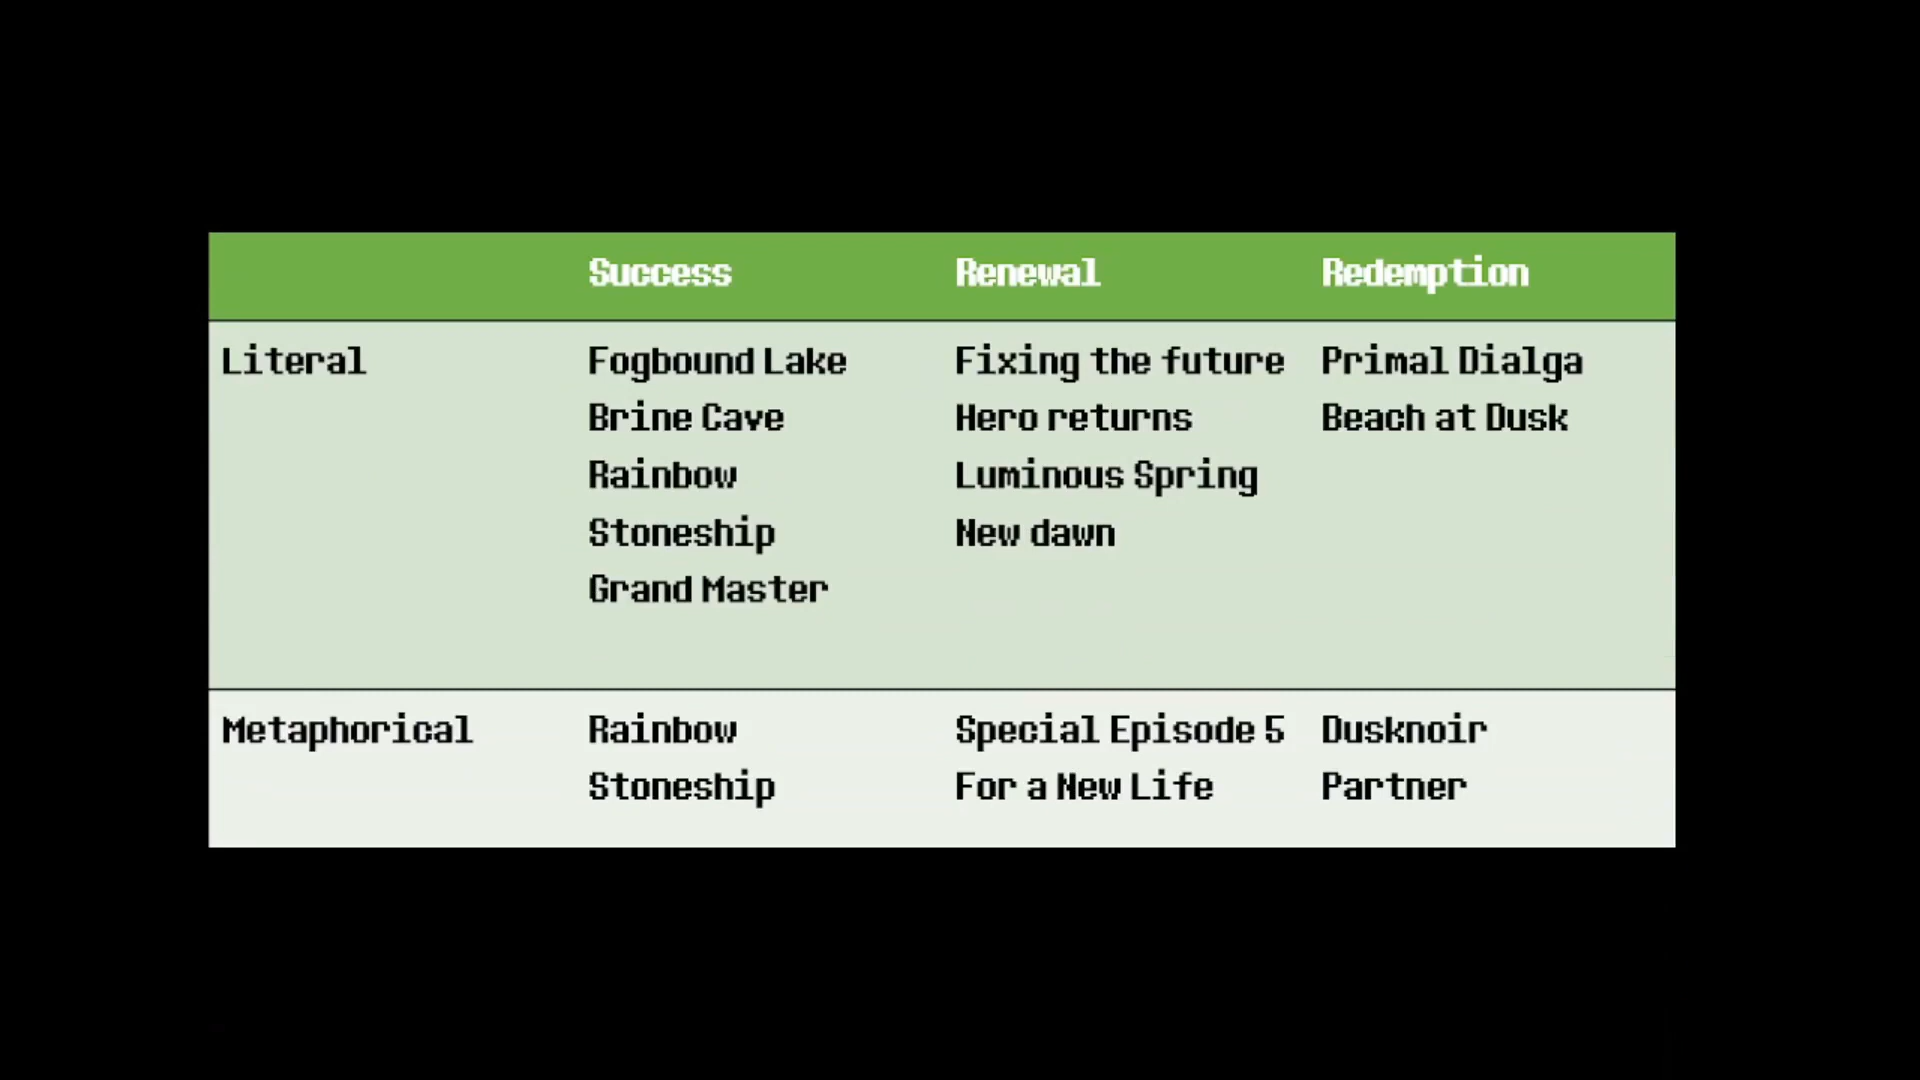 Success Renewal Redemption
Literal Fogbound Lake Fixing the future Primal Dialga
Brine Cave Hero returns Beach at Dusk
Rainbow Luminous Spring
Stoneship New dawn
Grand Master
Metaphorical Rainbow Special Episode 5 Dusknoir
Stoneship For a New Life Partner